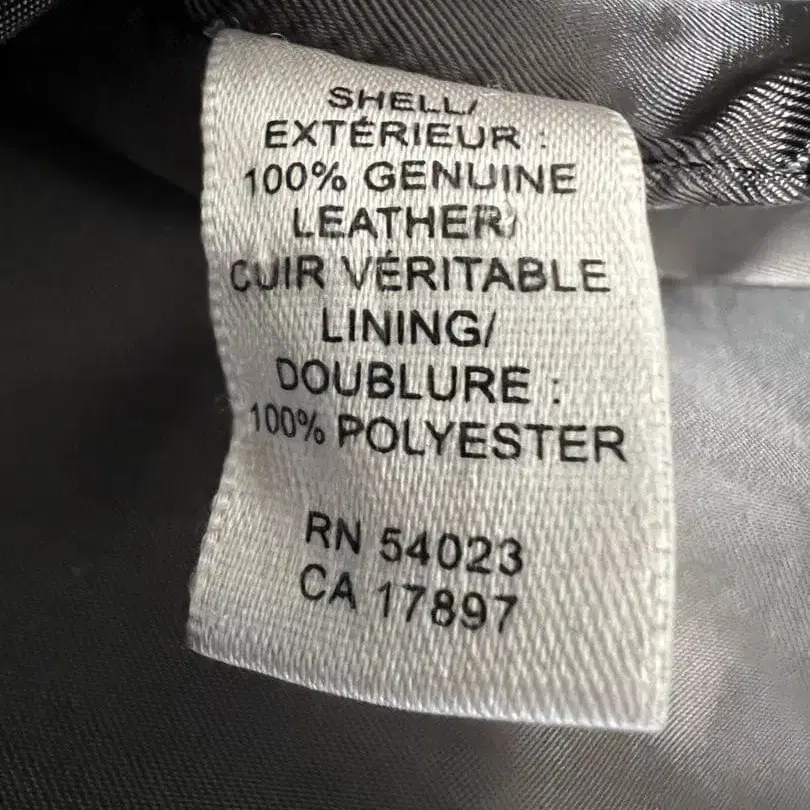 SHELL/
EXTÉRIEUR :
100% GENUINE
LEATHER/
CUIR VÉRITABLE
LINING/
DOUBLURE :
100% POLYESTER
RN 54023
CA 17897